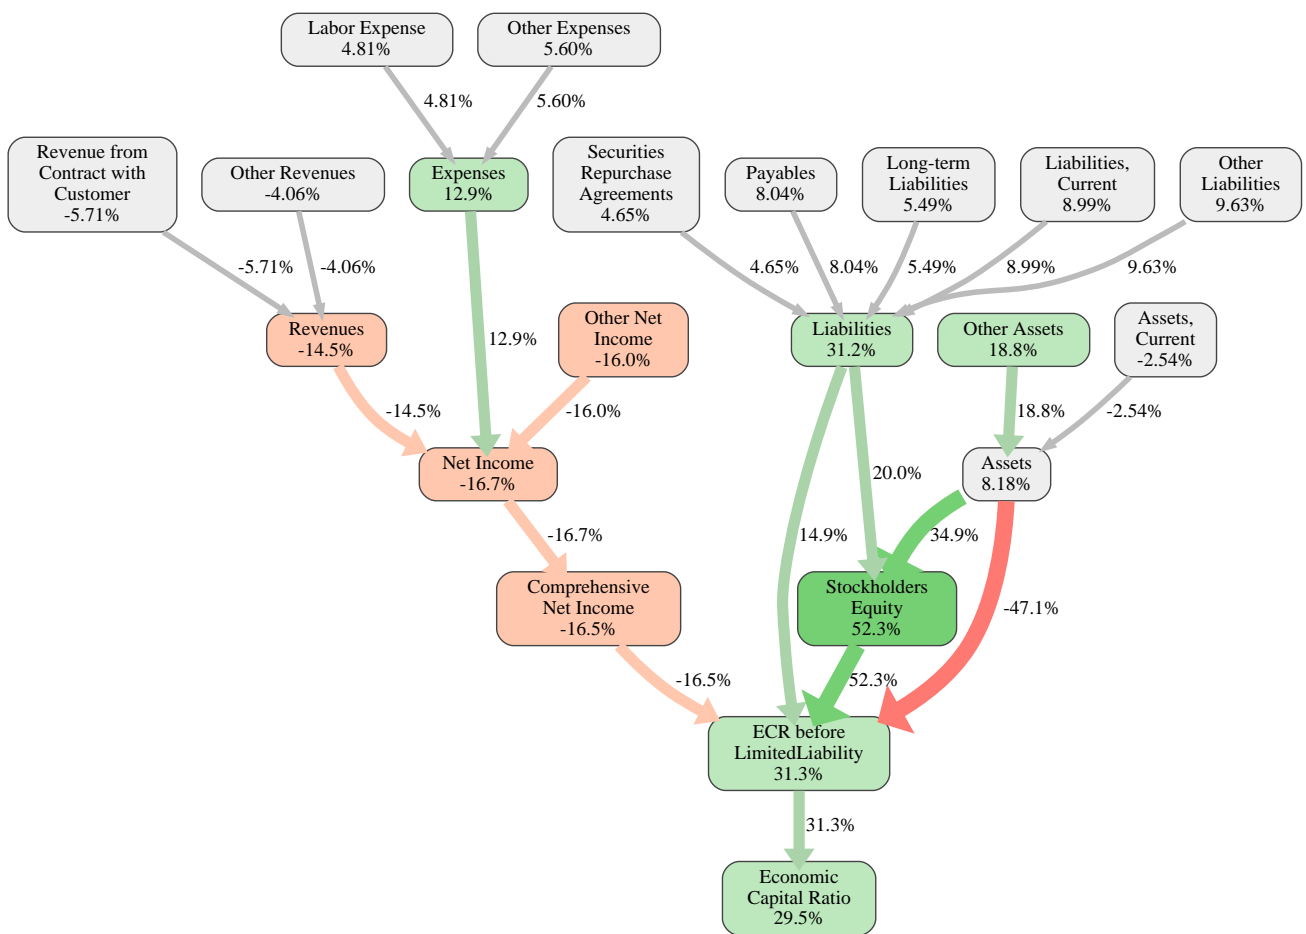 Labor Expense
4.81%
Other Expenses
5.60%
4.81%
5.60%
Revenue from
Contract with
Customer
-5.71%
Other Revenues
-4.06%
Expenses
12.9%
Securities
Repurchase
Agreements
4.65%
Payables
8.04%
Long-term
Liabilities
5.49%
Liabilities,
Current
8.99%
Other
Liabilities
9.63%
-5.71%
-4.06%
4.65%
8.04%
5.49%
8.99%
9.63%
Revenues
-14.5%
12.9%
Other Net
Income
-16.0%
Liabilities
31.2%
Other Assets
18.8%
Assets,
Current
-2.54%
-14.5%
-16.0%
18.8%
-2.54%
Net Income
-16.7%
20.0%
Assets
8.18%
-16.7%
14.9%
34.9%
Comprehensive
Net Income
-16.5%
Stockholders
Equity
52.3%
-47.1%
-16.5%
52.3%
ECR before
LimitedLiability
31.3%
31.3%
Economic
Capital Ratio
29.5%